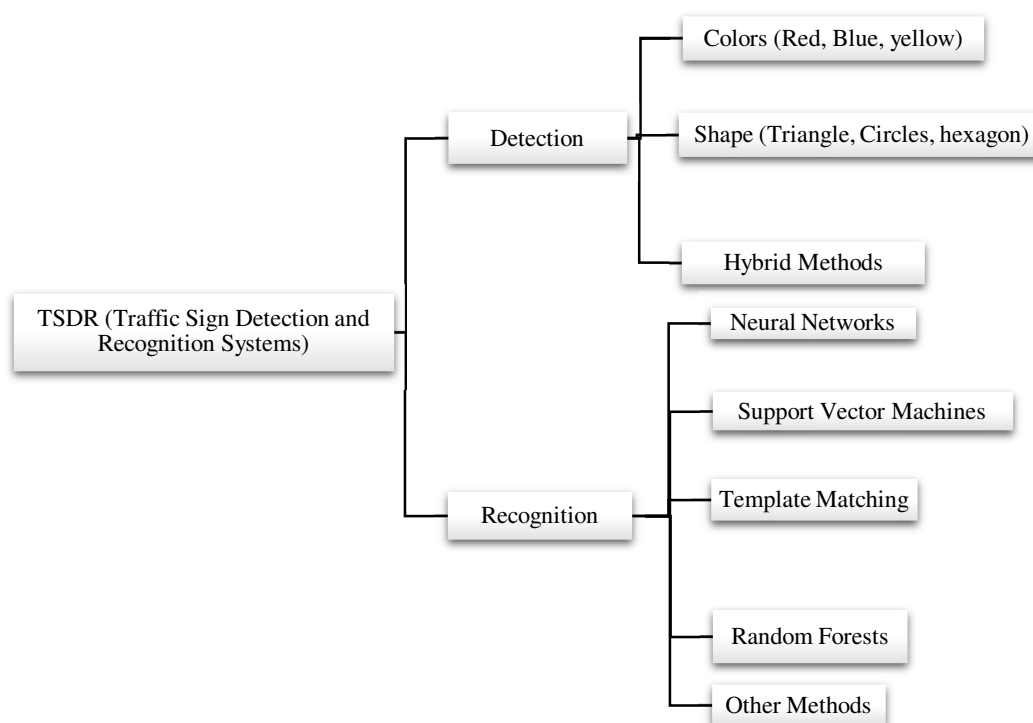 Colors (Red, Blue, yellow)
Detection
Shape (Triangle, Circles, hexagon)
Hybrid Methods
TSDR (Traffic Sign Detection and
Recognition Systems)
Neural Networks
Support Vector Machines
Template Matching
Recognition
Random Forests
Other Methods